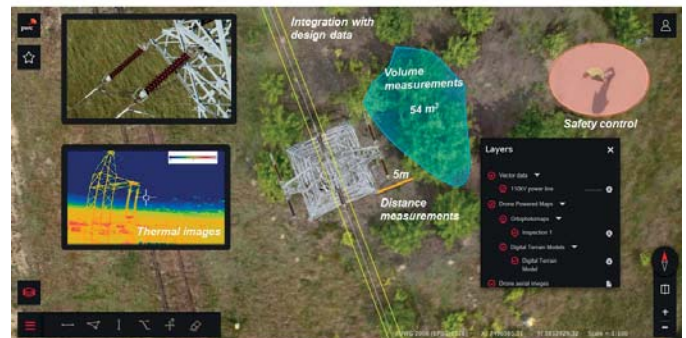 pwc
Integration with
design data
Volume
measurements
54 m³
Safety control
5m
Distance
measurements
Thermal images
Layers
Vector data
110kV power line
Drone Powered Maps
Orthophotomaps
Inspection 1
Digital Terrain Models
Digital Terrain
Model
Drone aerial images